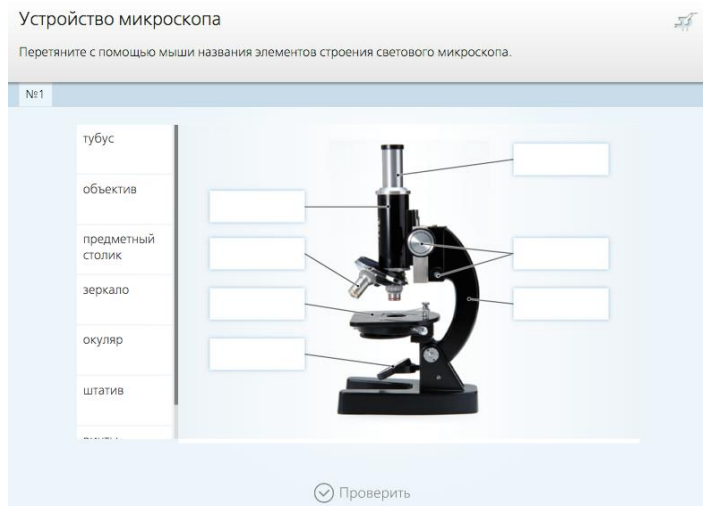 Устройство микроскопа
Перетяните с помощью мыши названия элементов строения светового микроскопа.
№1
тубус
объектив
предметный
столик
зеркало
окуляр
штатив
Проверить